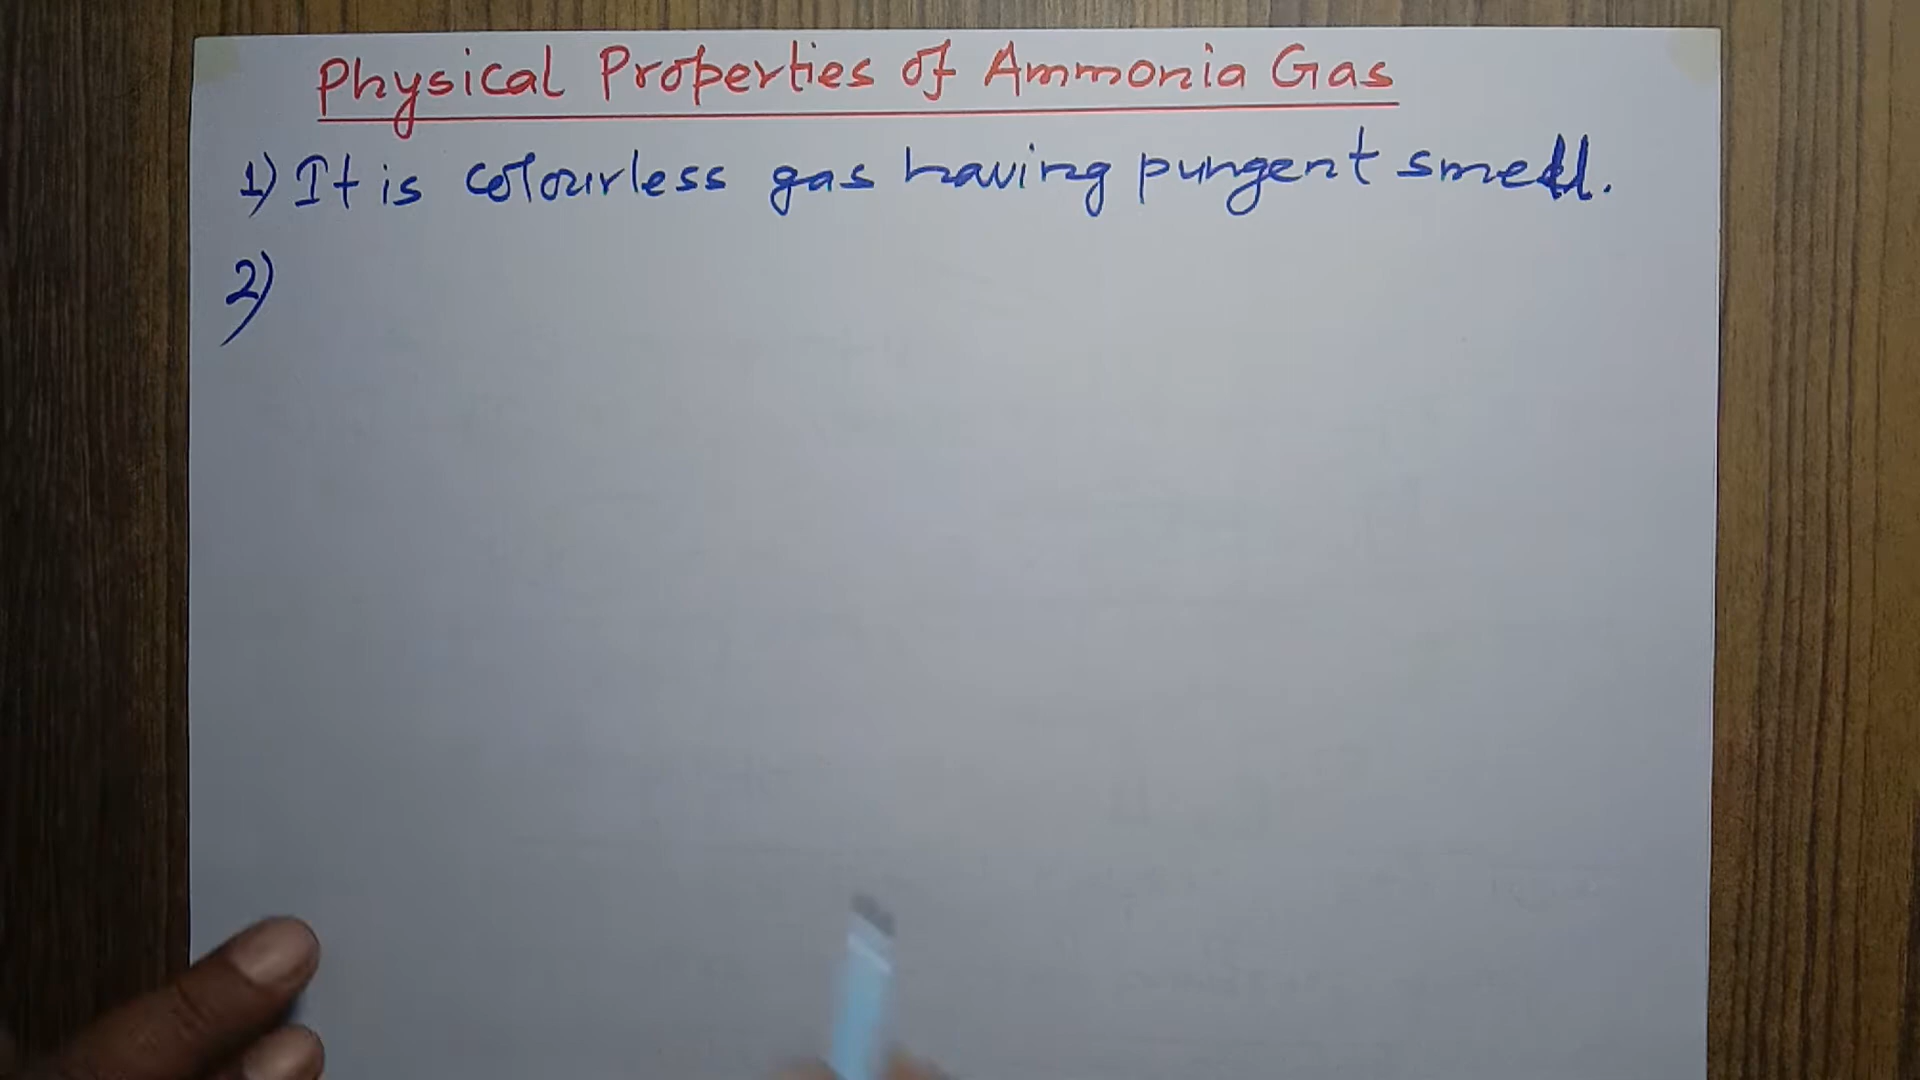 Physical Properties of Ammonia Gas
1) It is colourless gas having pungent smell.
2)